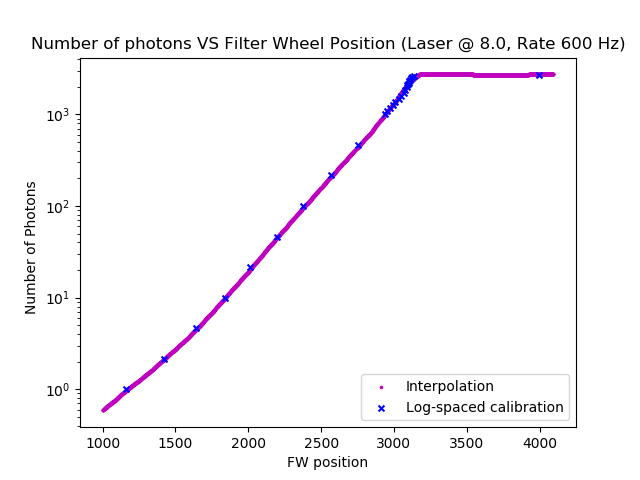 Number of photons VS Filter Wheel Position (Laser @ 8.0, Rate 600 Hz)
Number of Photons
10³
10²
10¹
10⁰
Interpolation
Log-spaced calibration
1000 1500 2000 2500 3000 3500 4000
FW position